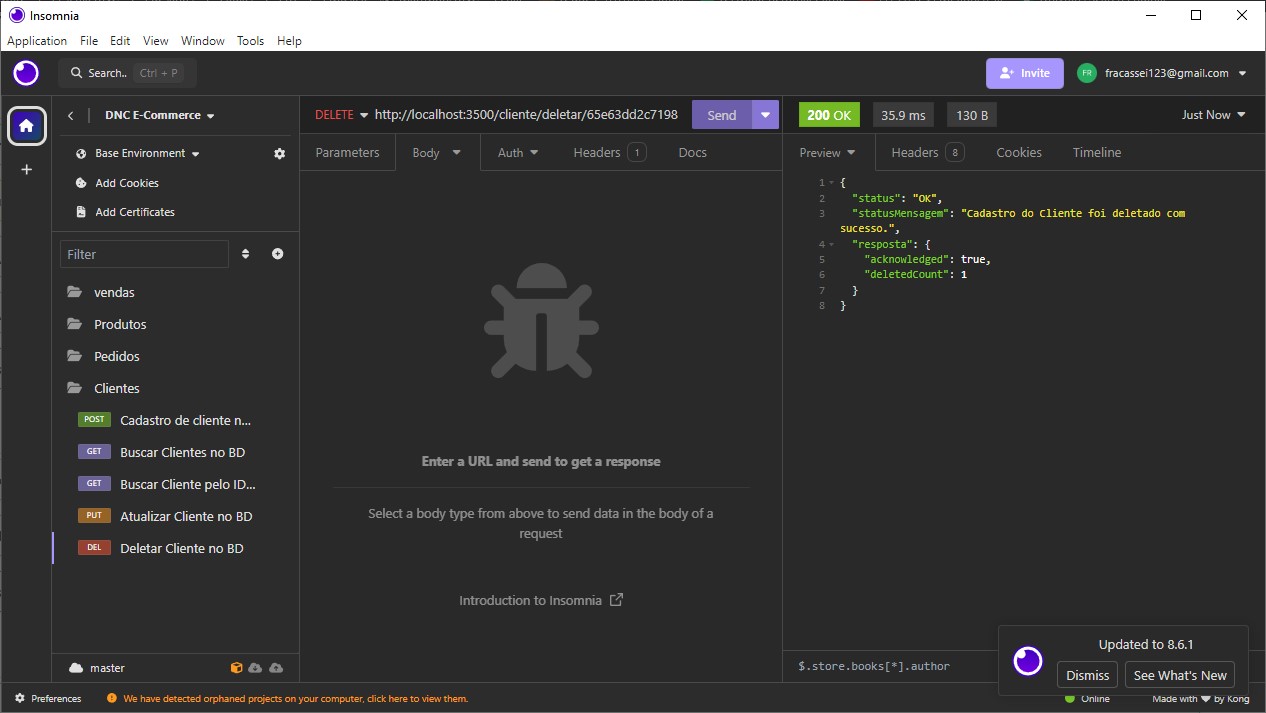 Insomnia
Application File Edit View Window Tools Help
Search.. Ctrl + P
Invite
FR fracassei123@gmail.com
DNC E-Commerce
DELETE http://localhost:3500/cliente/deletar/65e63dd2c7198
Send
200 OK 35.9 ms 130 B
Just Now
Base Environment
Add Cookies
Add Certificates
Filter
vendas
Produtos
Pedidos
Clientes
POST Cadastro de cliente n...
GET Buscar Clientes no BD
GET Buscar Cliente pelo ID...
PUT Atualizar Cliente no BD
DEL Deletar Cliente no BD
master
Parameters Body Auth Headers 1 Docs
Enter a URL and send to get a response
Select a body type from above to send data in the body of a
request
Introduction to Insomnia
Preview Headers 8 Cookies Timeline
1 {
2 "status": "OK",
3 "statusMensagem": "Cadastro do Cliente foi deletado com
sucesso.",
4 "resposta": {
5 "acknowledged": true,
6 "deletedCount": 1
7 }
8 }
$.store.books[*].author
Updated to 8.6.1
Dismiss See What's New
Preferences
We have detected orphaned projects on your computer, click here to view them.
Online
Made with ♥ by Kong